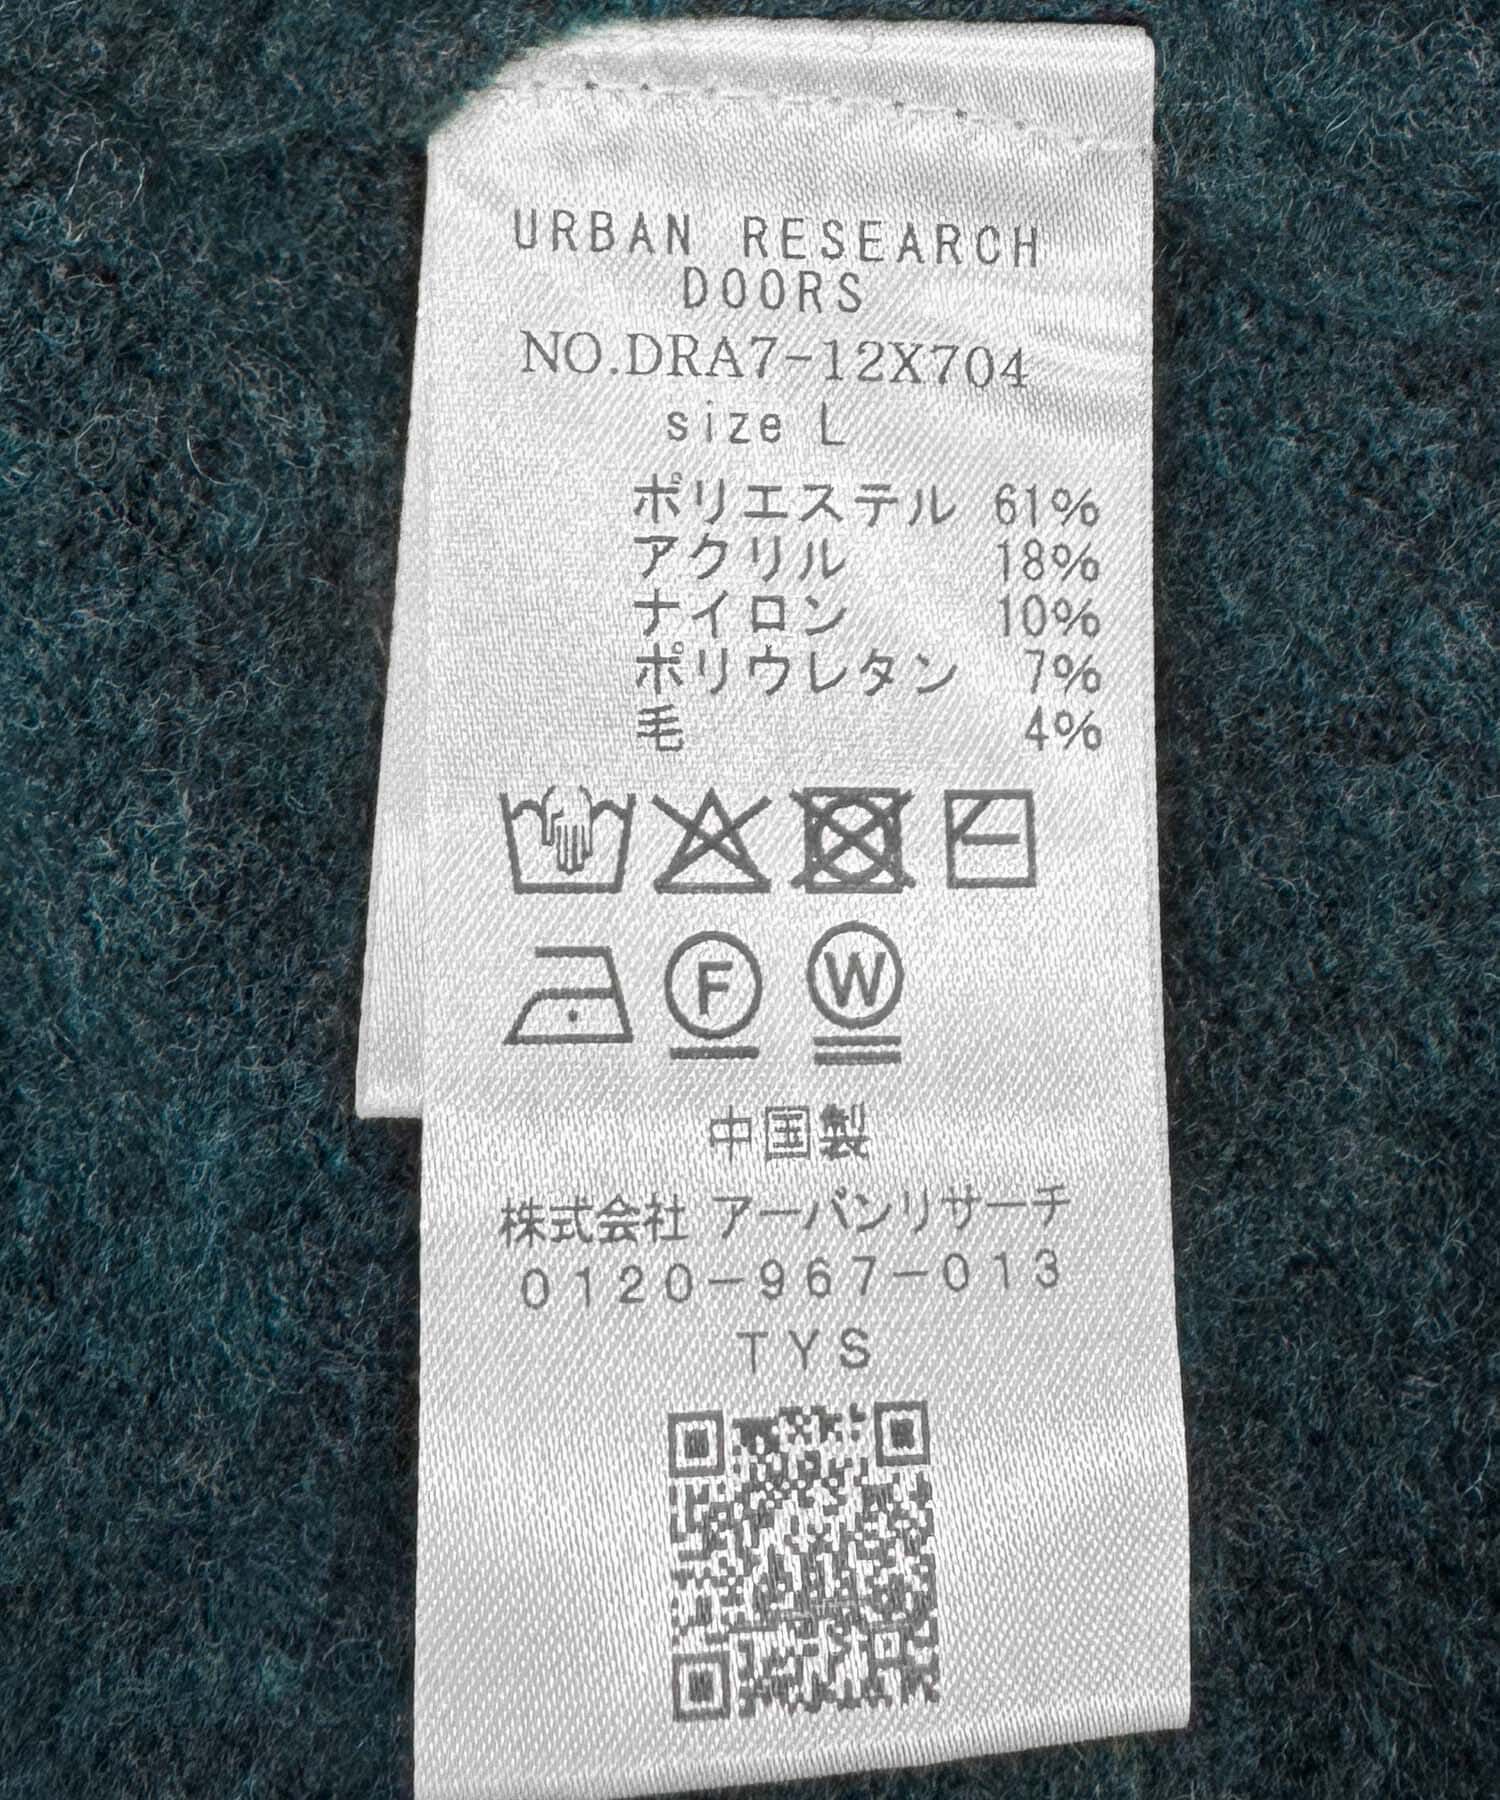 URBAN RESEARCH
DOORS
NO.DRA7-12X704
size L
ポリエステル 61%
アクリル 18%
ナイロン 10%
ポリウレタン 7%
毛 4%
F W
中国製
株式会社 アーバンリサーチ
0120-967-013
TYS